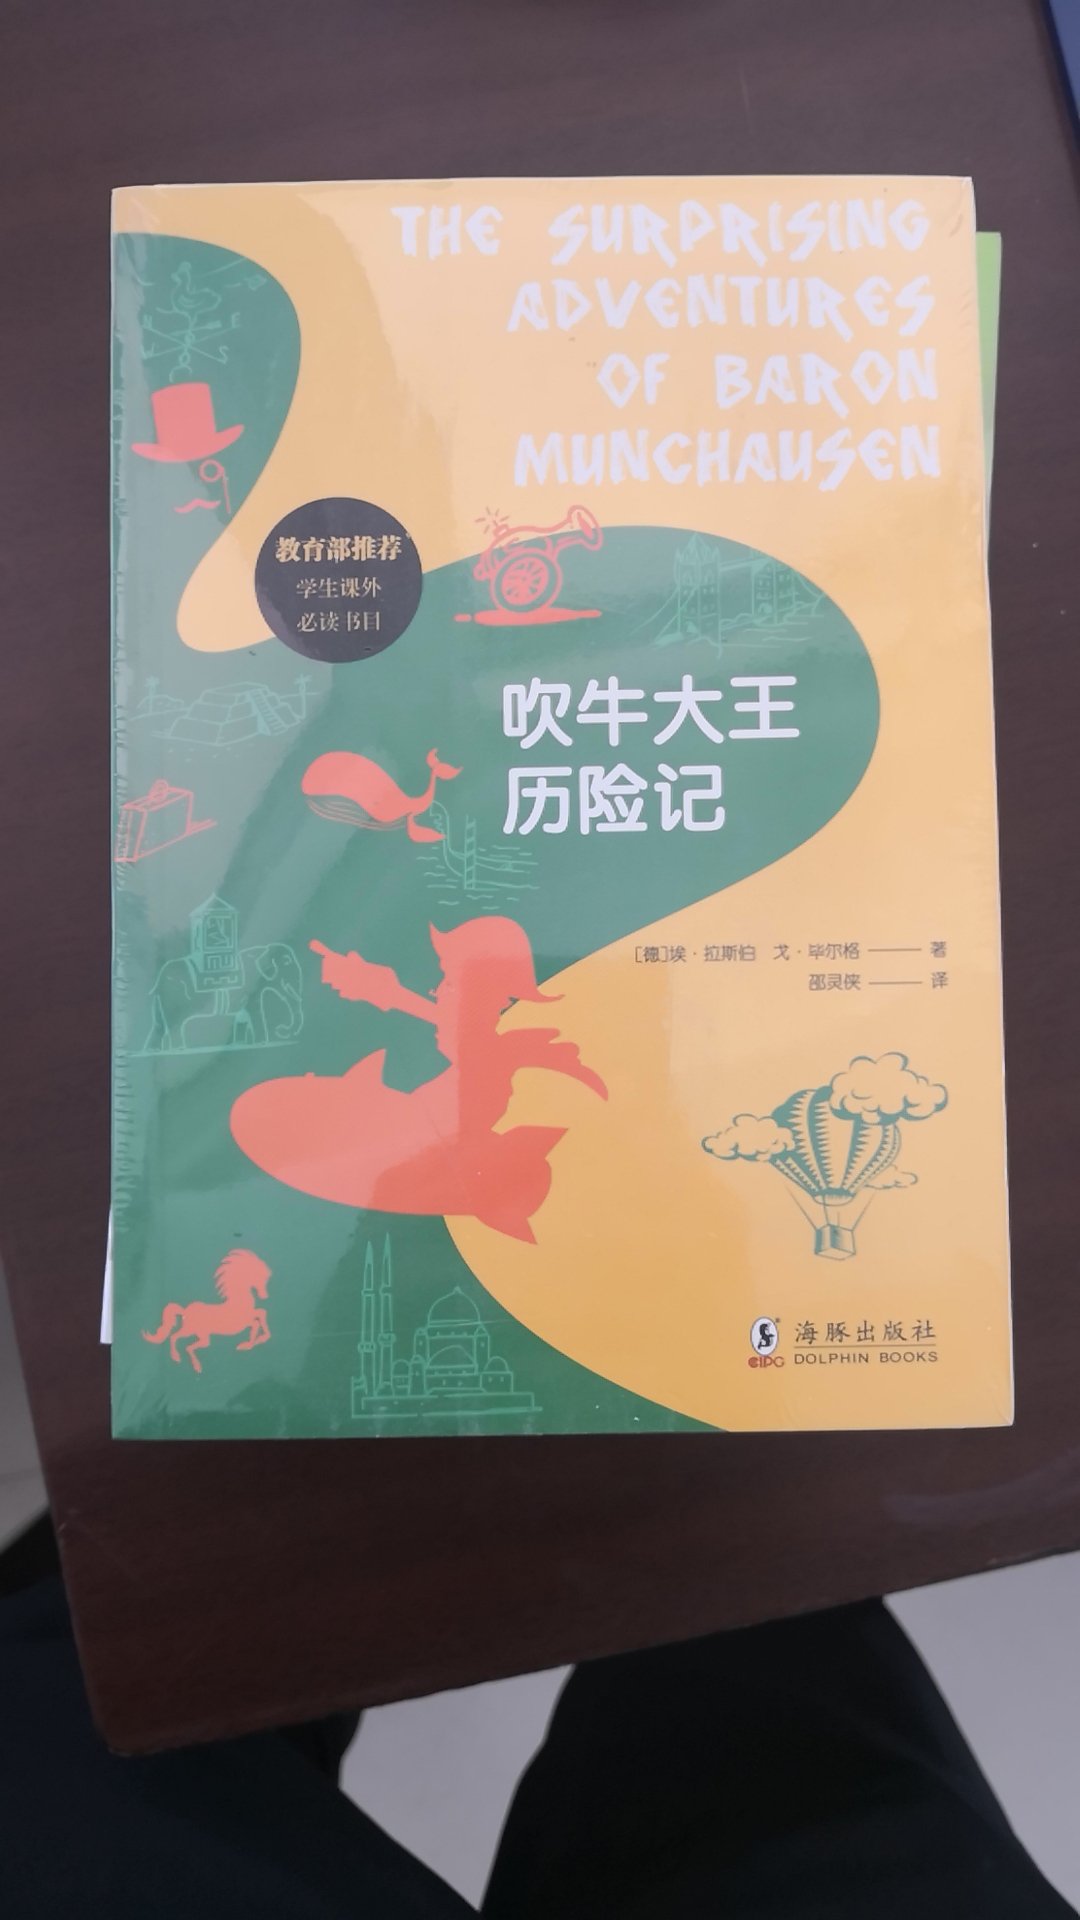 THE SURPRISING
ADVENTURES
OF BARON
MUNCHAUSEN
教育部推荐
学生课外
必读书目
吹牛大王
历险记
[德]埃·拉斯伯 戈·毕尔格 —— 著
邵灵侠 —— 译
海豚出版社
CIPG DOLPHIN BOOKS